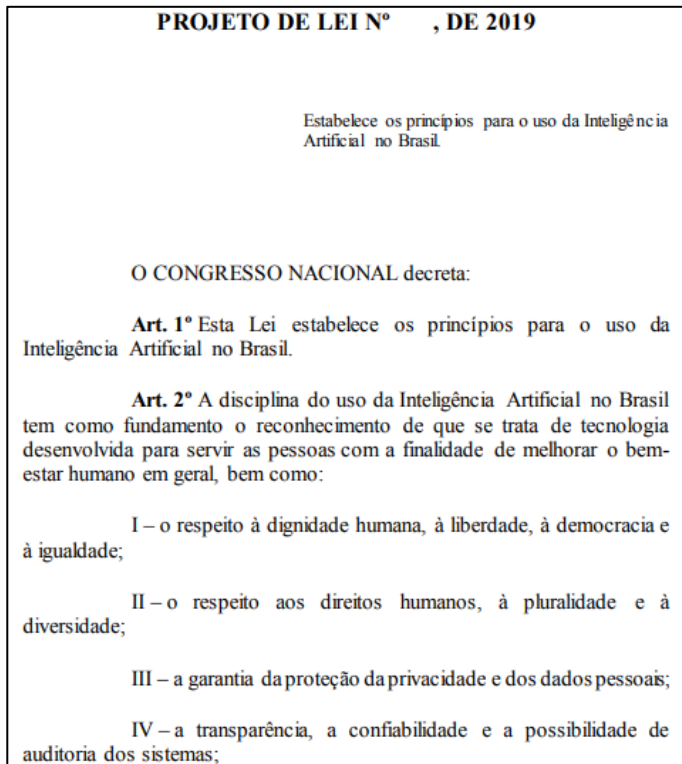 PROJETO DE LEI Nº , DE 2019
Estabelece os princípios para o uso da Inteligência
Artificial no Brasil.
O CONGRESSO NACIONAL decreta:
Art. 1º Esta Lei estabelece os princípios para o uso da
Inteligência Artificial no Brasil.
Art. 2º A disciplina do uso da Inteligência Artificial no Brasil
tem como fundamento o reconhecimento de que se trata de tecnologia
desenvolvida para servir as pessoas com a finalidade de melhorar o bem-
estar humano em geral, bem como:
I – o respeito à dignidade humana, à liberdade, à democracia e
à igualdade;
II – o respeito aos direitos humanos, à pluralidade e à
diversidade;
III – a garantia da proteção da privacidade e dos dados pessoais;
IV – a transparência, a confiabilidade e a possibilidade de
auditoria dos sistemas;